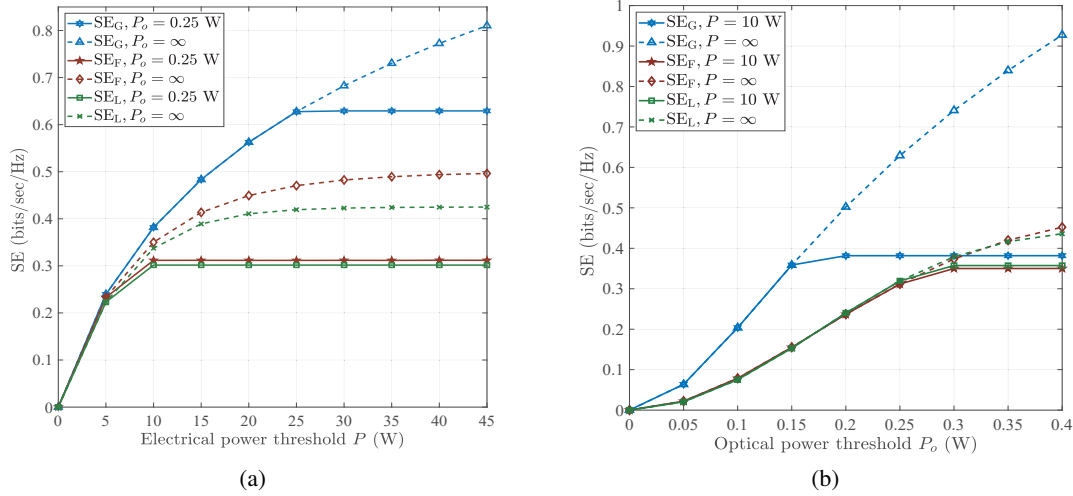 SE_G, P_o = 0.25 W
SE_G, P_o = ∞
SE_F, P_o = 0.25 W
SE_F, P_o = ∞
SE_L, P_o = 0.25 W
SE_L, P_o = ∞
SE (bits/sec/Hz)
0.8
0.7
0.6
0.5
0.4
0.3
0.2
0.1
0
0 5 10 15 20 25 30 35 40 45
Electrical power threshold P (W)
(a)
SE_G, P = 10 W
SE_G, P = ∞
SE_F, P = 10 W
SE_F, P = ∞
SE_L, P = 10 W
SE_L, P = ∞
SE (bits/sec/Hz)
1
0.9
0.8
0.7
0.6
0.5
0.4
0.3
0.2
0.1
0
0 0.05 0.1 0.15 0.2 0.25 0.3 0.35 0.4
Optical power threshold P_o (W)
(b)